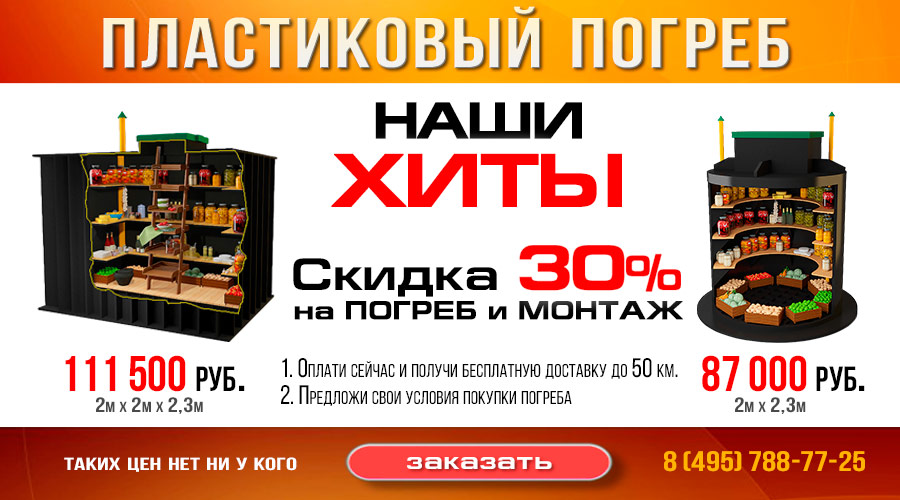 ПЛАСТИКОВЫЙ ПОГРЕБ
НАШИ
ХИТЫ
Скидка 30%
на ПОГРЕБ и МОНТАЖ
111 500 РУБ.
2м х 2м х 2,3м
1. Оплати сейчас и получи бесплатную доставку до 50 км.
2. Предложи свои условия покупки погреба
87 000 РУБ.
2м х 2,3м
ТАКИХ ЦЕН НЕТ НИ У КОГО
заказать
8 (495) 788-77-25